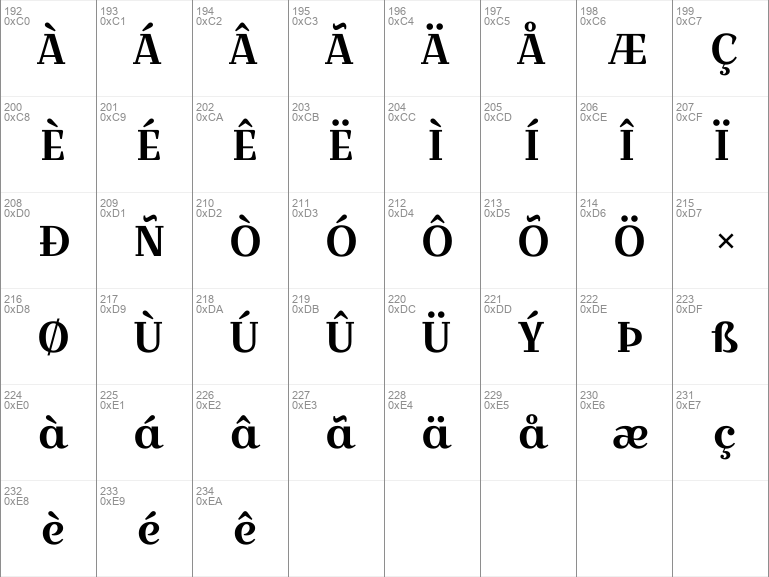 192 193 194 195 196 197 198 199
0xC0 0xC1 0xC2 0xC3 0xC4 0xC5 0xC6 0xC7
À Á Â Ã Ä Å Æ Ç
200 201 202 203 204 205 206 207
0xC8 0xC9 0xCA 0xCB 0xCC 0xCD 0xCE 0xCF
È É Ê Ë Ì Í Î Ï
208 209 210 211 212 213 214 215
0xD0 0xD1 0xD2 0xD3 0xD4 0xD5 0xD6 0xD7
Ð Ñ Ò Ó Ô Õ Ö ×
216 217 218 219 220 221 222 223
0xD8 0xD9 0xDA 0xDB 0xDC 0xDD 0xDE 0xDF
Ø Ù Ú Û Ü Ý Þ ß
224 225 226 227 228 229 230 231
0xE0 0xE1 0xE2 0xE3 0xE4 0xE5 0xE6 0xE7
à á â ã ä å æ ç
232 233 234
0xE8 0xE9 0xEA
è é ê